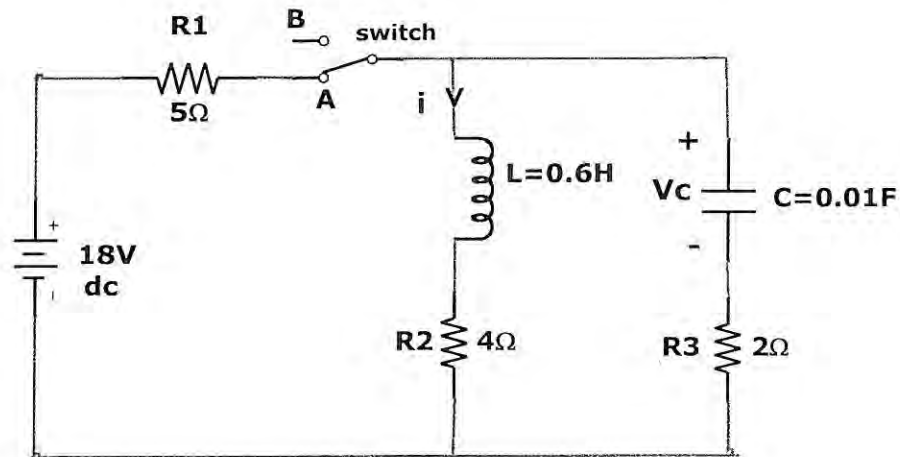 B
R1
switch
A
5Ω
i
L=0.6H
+
Vc
C=0.01F
-
+
18V
dc
-
R2
4Ω
R3
2Ω